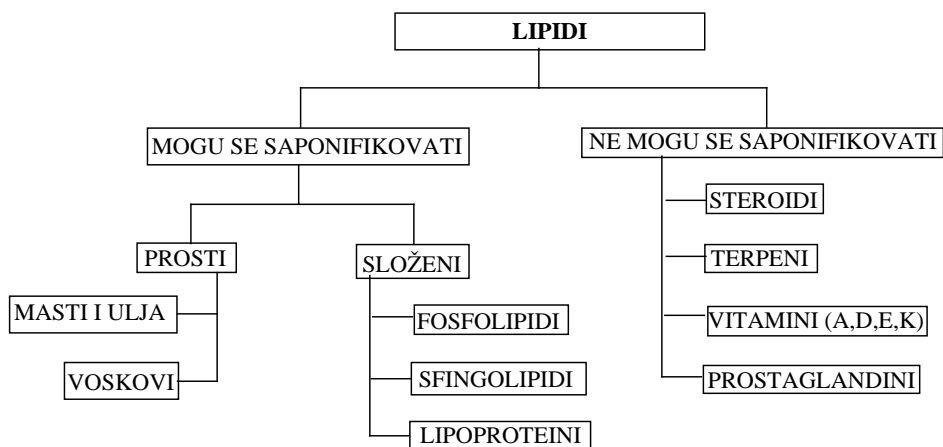 LIPIDI
MOGU SE SAPONIFIKOVATI
NE MOGU SE SAPONIFIKOVATI
PROSTI
SLOŽENI
MASTI I ULJA
VOSKOVI
FOSFOLIPIDI
SFINGOLIPIDI
LIPOPROTEINI
STEROIDI
TERPENI
VITAMINI (A,D,E,K)
PROSTAGLANDINI